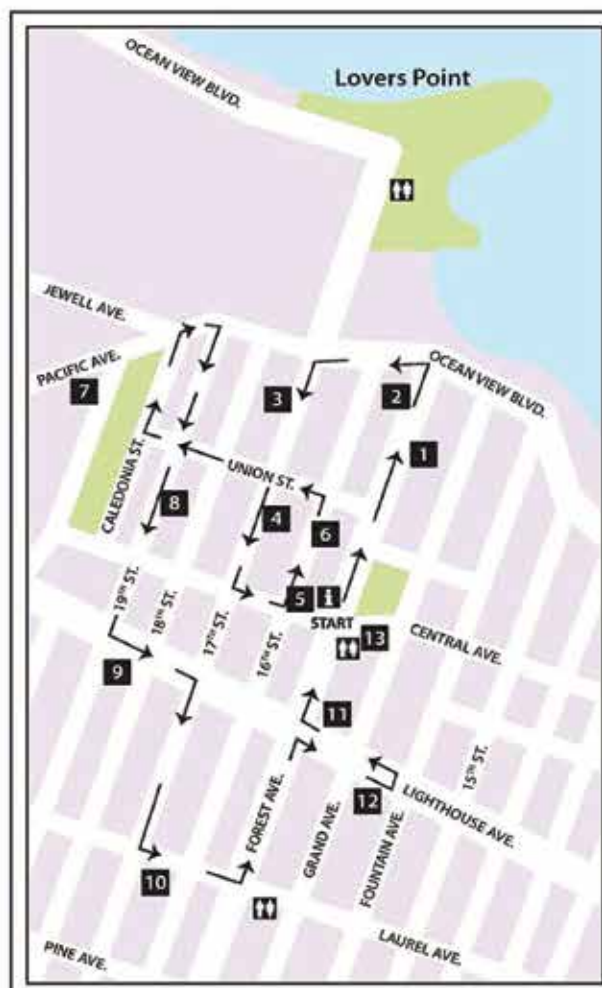 OCEAN VIEW BLVD.
Lovers Point
JEWELL AVE.
PACIFIC AVE.
7
3
2
OCEAN VIEW BLVD.
1
CALEDONIA ST.
UNION ST.
8
4
6
5
i
START
13
19TH ST.
18TH ST.
17TH ST.
16TH ST.
CENTRAL AVE.
9
11
15TH ST.
12
LIGHTHOUSE AVE.
FOREST AVE.
GRAND AVE.
FOUNTAIN AVE.
10
LAUREL AVE.
PINE AVE.